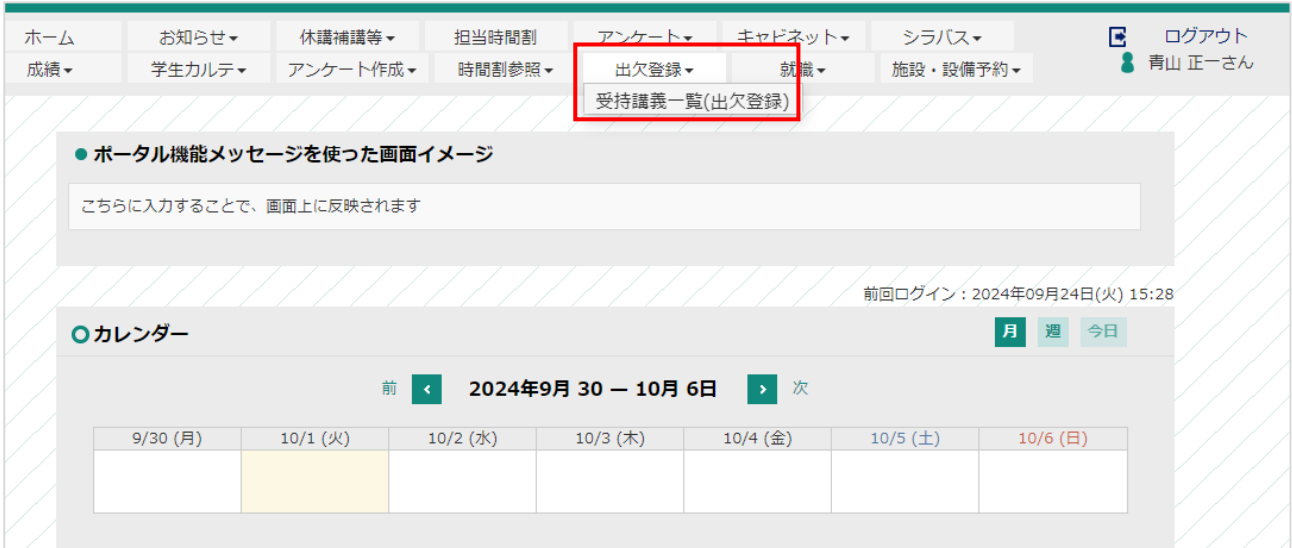 ホーム お知らせ▾ 休講補講等▾ 担当時間割 アンケート▾ キャビネット▾ シラバス▾ ログアウト
成績▾ 学生カルテ▾ アンケート作成▾ 時間割参照▾ 出欠登録▾ 就職▾ 施設・設備予約▾ 青山 正一さん
受持講義一覧(出欠登録)
ポータル機能メッセージを使った画面イメージ
こちらに入力することで、画面上に反映されます
前回ログイン：2024年09月24日(火) 15:28
カレンダー 月 週 今日
前 ‹ 2024年9月 30 — 10月 6日 › 次
9/30 (月) 10/1 (火) 10/2 (水) 10/3 (木) 10/4 (金) 10/5 (土) 10/6 (日)